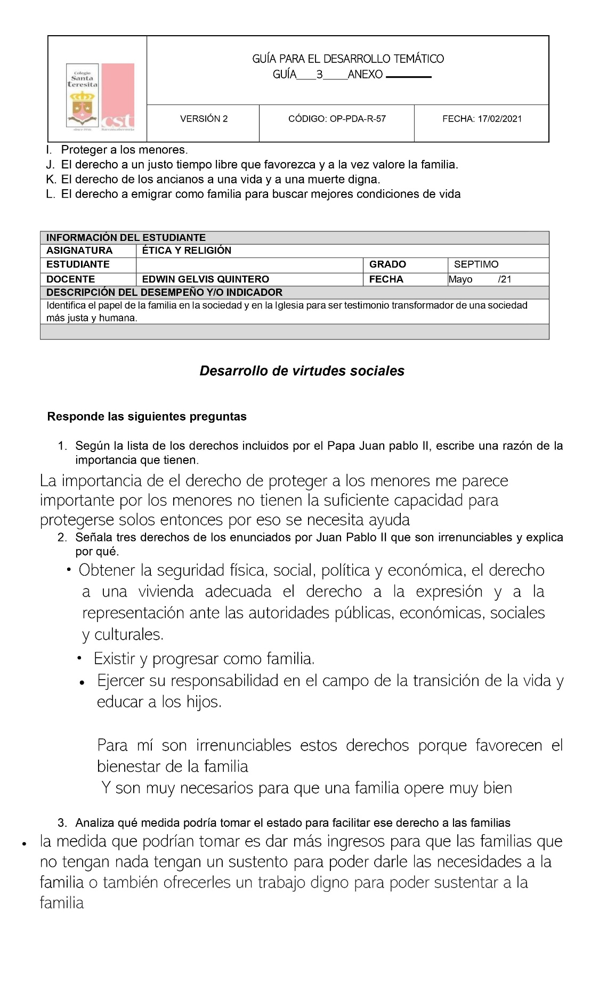 GUÍA PARA EL DESARROLLO TEMÁTICO
GUÍA____3_____ANEXO _________
Colegio
Santa
teresita
cst
since 1956
Barrancabermeja
VERSIÓN 2
CÓDIGO: OP-PDA-R-57
FECHA: 17/02/2021
I. Proteger a los menores.
J. El derecho a un justo tiempo libre que favorezca y a la vez valore la familia.
K. El derecho de los ancianos a una vida y a una muerte digna.
L. El derecho a emigrar como familia para buscar mejores condiciones de vida
INFORMACIÓN DEL ESTUDIANTE
ASIGNATURA ÉTICA Y RELIGIÓN
ESTUDIANTE GRADO SEPTIMO
DOCENTE EDWIN GELVIS QUINTERO FECHA Mayo /21
DESCRIPCIÓN DEL DESEMPEÑO Y/O INDICADOR
Identifica el papel de la familia en la sociedad y en la Iglesia para ser testimonio transformador de una sociedad
más justa y humana.
Desarrollo de virtudes sociales
Responde las siguientes preguntas
1. Según la lista de los derechos incluidos por el Papa Juan pablo II, escribe una razón de la
importancia que tienen.
La importancia de el derecho de proteger a los menores me parece
importante por los menores no tienen la suficiente capacidad para
protegerse solos entonces por eso se necesita ayuda
2. Señala tres derechos de los enunciados por Juan Pablo II que son irrenunciables y explica
por qué.
• Obtener la seguridad física, social, política y económica, el derecho
a una vivienda adecuada el derecho a la expresión y a la
representación ante las autoridades públicas, económicas, sociales
y culturales.
• Existir y progresar como familia.
• Ejercer su responsabilidad en el campo de la transición de la vida y
educar a los hijos.
Para mí son irrenunciables estos derechos porque favorecen el
bienestar de la familia
Y son muy necesarios para que una familia opere muy bien
3. Analiza qué medida podría tomar el estado para facilitar ese derecho a las familias
• la medida que podrían tomar es dar más ingresos para que las familias que
no tengan nada tengan un sustento para poder darle las necesidades a la
familia o también ofrecerles un trabajo digno para poder sustentar a la
familia